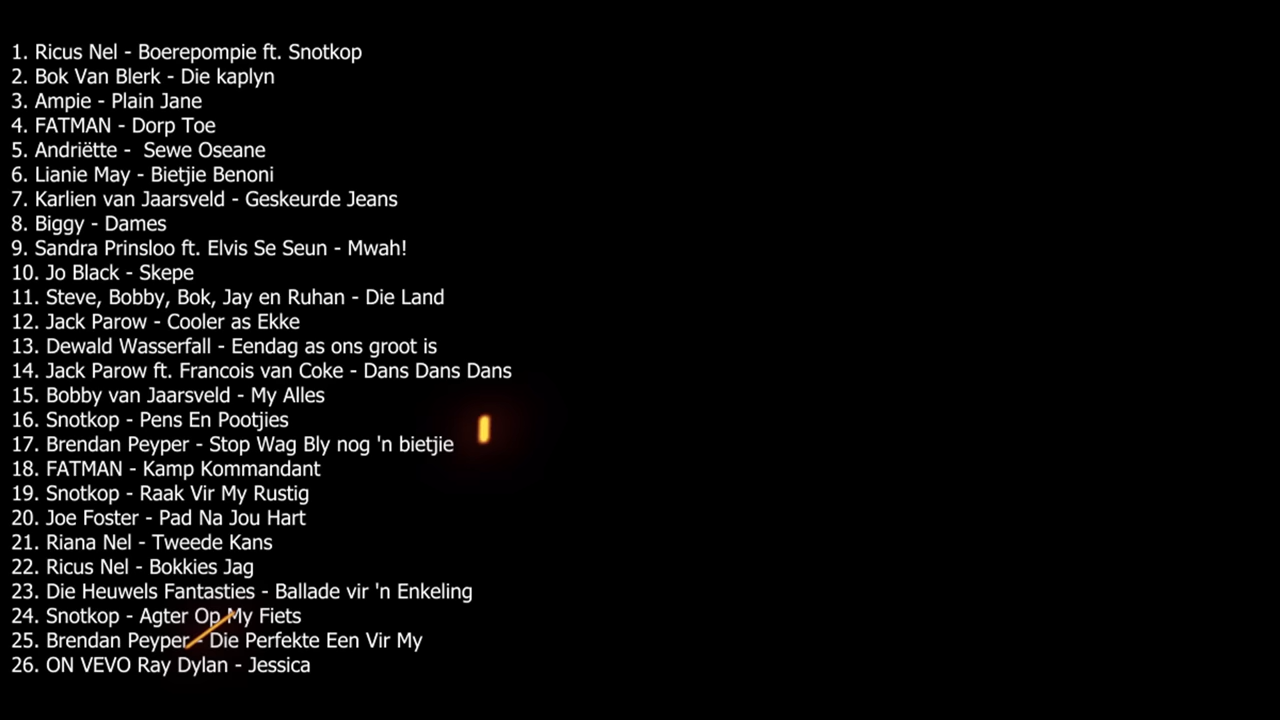 1. Ricus Nel - Boerepompie ft. Snotkop
2. Bok Van Blerk - Die kaplyn
3. Ampie - Plain Jane
4. FATMAN - Dorp Toe
5. Andriëtte -  Sewe Oseane
6. Lianie May - Bietjie Benoni
7. Karlien van Jaarsveld - Geskeurde Jeans
8. Biggy - Dames
9. Sandra Prinsloo ft. Elvis Se Seun - Mwah!
10. Jo Black - Skepe
11. Steve, Bobby, Bok, Jay en Ruhan - Die Land
12. Jack Parow - Cooler as Ekke
13. Dewald Wasserfall - Eendag as ons groot is
14. Jack Parow ft. Francois van Coke - Dans Dans Dans
15. Bobby van Jaarsveld - My Alles
16. Snotkop - Pens En Pootjies
17. Brendan Peyper - Stop Wag Bly nog 'n bietjie
18. FATMAN - Kamp Kommandant
19. Snotkop - Raak Vir My Rustig
20. Joe Foster - Pad Na Jou Hart
21. Riana Nel - Tweede Kans
22. Ricus Nel - Bokkies Jag
23. Die Heuwels Fantasties - Ballade vir 'n Enkeling
24. Snotkop - Agter Op My Fiets
25. Brendan Peyper - Die Perfekte Een Vir My
26. ON VEVO Ray Dylan - Jessica